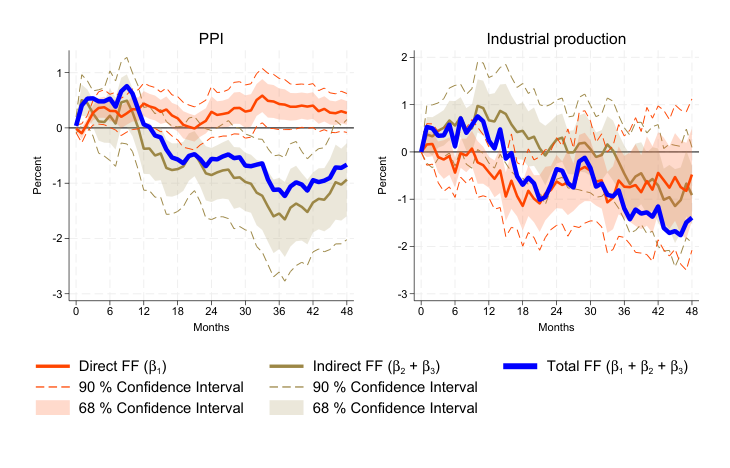 PPI
Industrial production
Percent
1
0
-1
-2
-3
0 6 12 18 24 30 36 42 48
Months
Percent
2
1
0
-1
-2
-3
0 6 12 18 24 30 36 42 48
Months
Direct FF (β₁)
Indirect FF (β₂ + β₃)
Total FF (β₁ + β₂ + β₃)
90 % Confidence Interval
90 % Confidence Interval
68 % Confidence Interval
68 % Confidence Interval